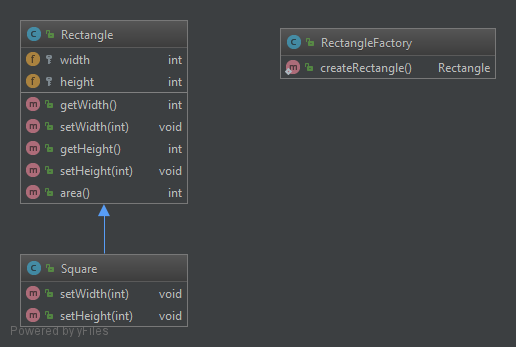 Rectangle
width int
height int
getWidth() int
setWidth(int) void
getHeight() int
setHeight(int) void
area() int
Square
setWidth(int) void
setHeight(int) void
Powered by yFiles
RectangleFactory
createRectangle() Rectangle